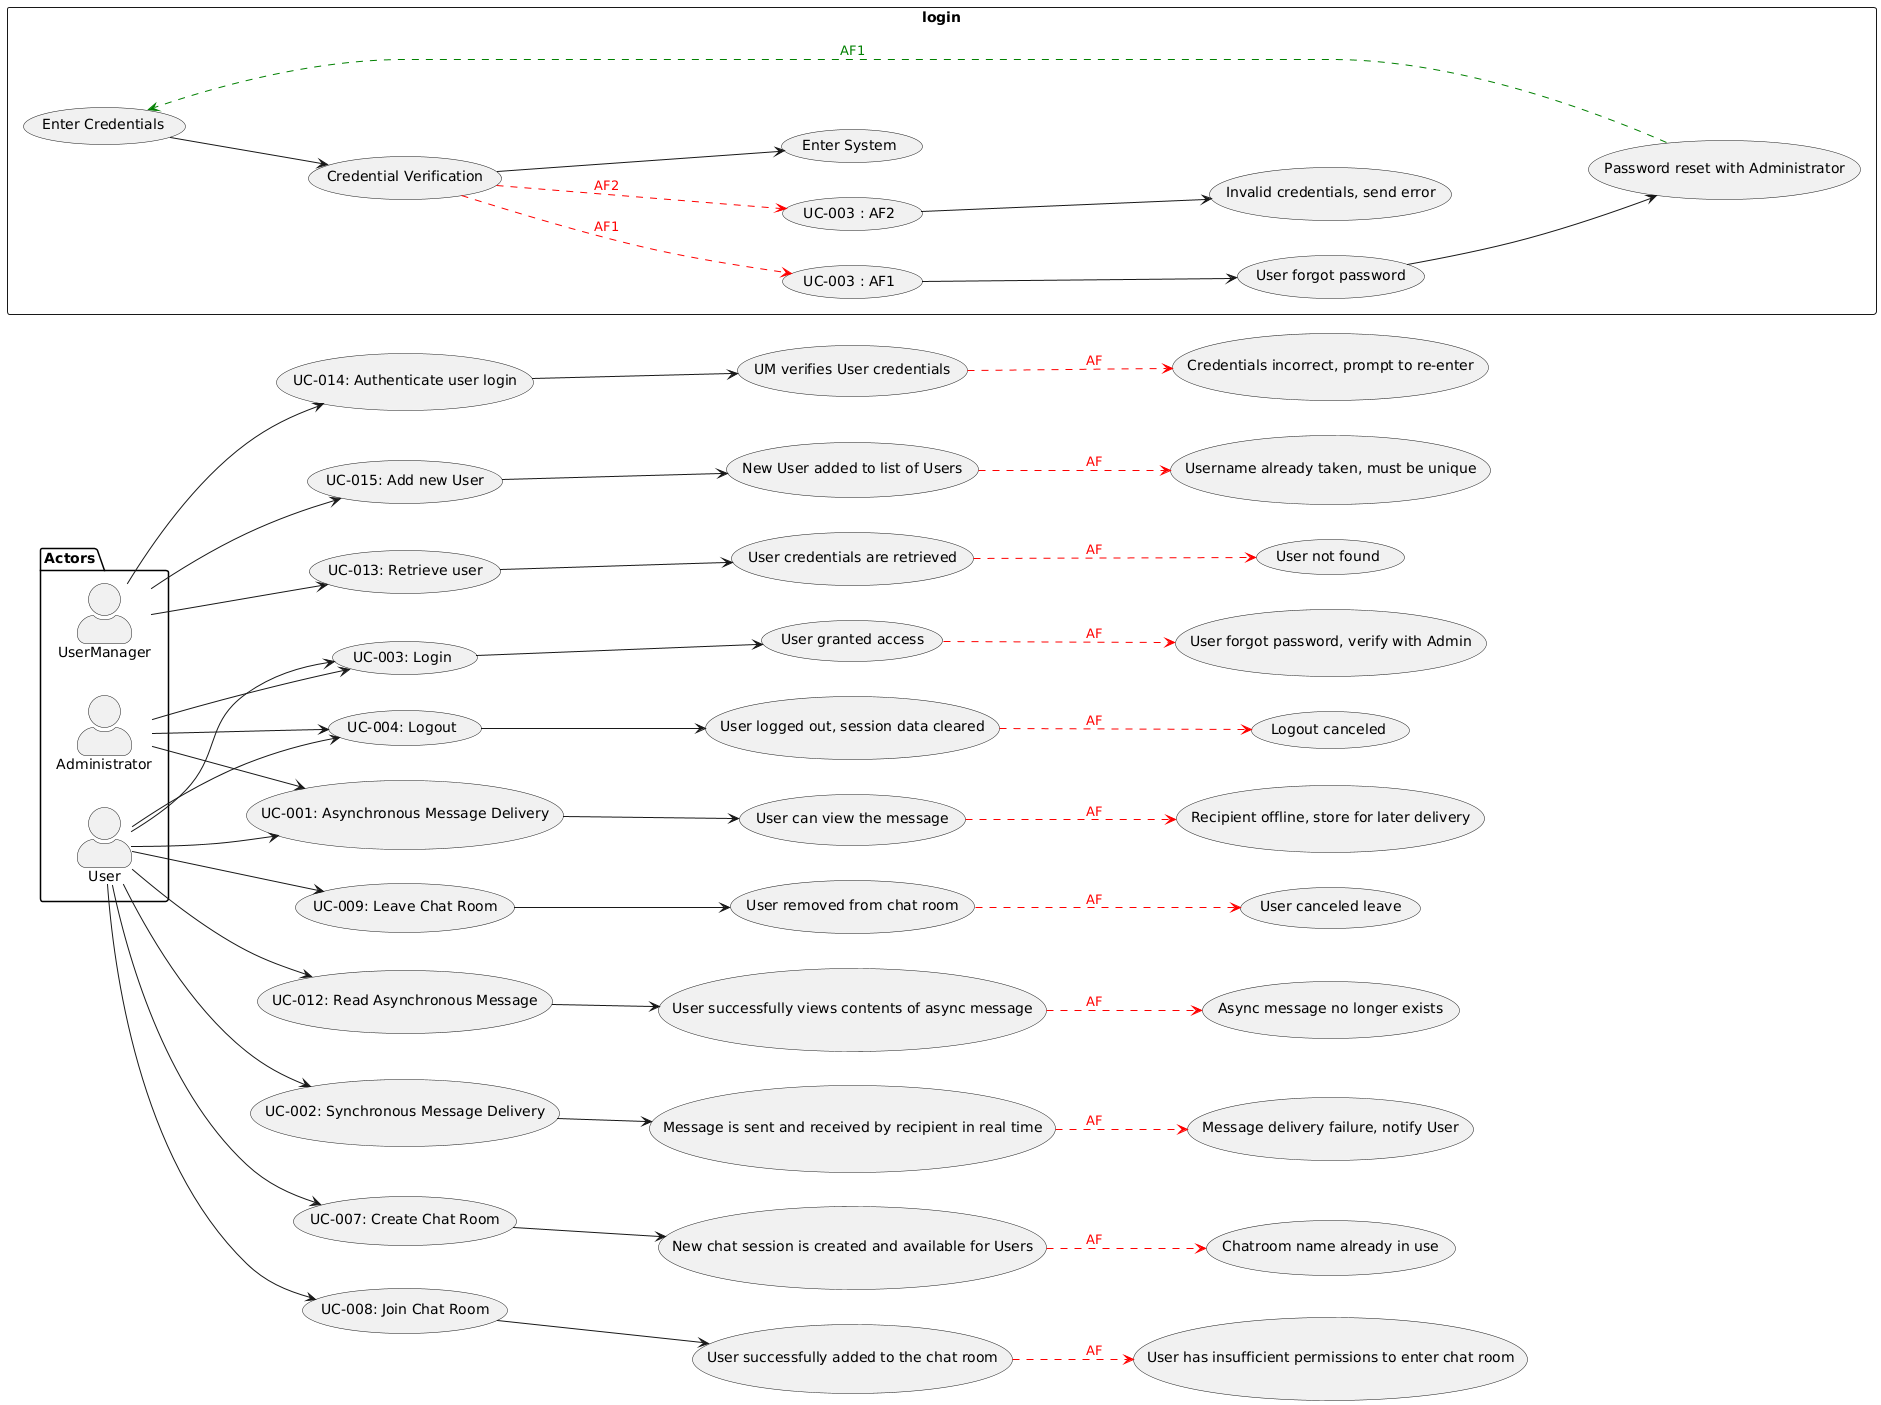 login
AF1
Enter Credentials
Credential Verification
Enter System
AF2
UC-003 : AF2
Invalid credentials, send error
Password reset with Administrator
AF1
UC-003 : AF1
User forgot password
UC-014: Authenticate user login
UM verifies User credentials
AF
Credentials incorrect, prompt to re-enter
UC-015: Add new User
New User added to list of Users
AF
Username already taken, must be unique
Actors
UC-013: Retrieve user
User credentials are retrieved
AF
User not found
UserManager
UC-003: Login
User granted access
AF
User forgot password, verify with Admin
UC-004: Logout
User logged out, session data cleared
AF
Logout canceled
Administrator
UC-001: Asynchronous Message Delivery
User can view the message
AF
Recipient offline, store for later delivery
User
UC-009: Leave Chat Room
User removed from chat room
AF
User canceled leave
UC-012: Read Asynchronous Message
User successfully views contents of async message
AF
Async message no longer exists
UC-002: Synchronous Message Delivery
Message is sent and received by recipient in real time
AF
Message delivery failure, notify User
UC-007: Create Chat Room
New chat session is created and available for Users
AF
Chatroom name already in use
UC-008: Join Chat Room
User successfully added to the chat room
AF
User has insufficient permissions to enter chat room